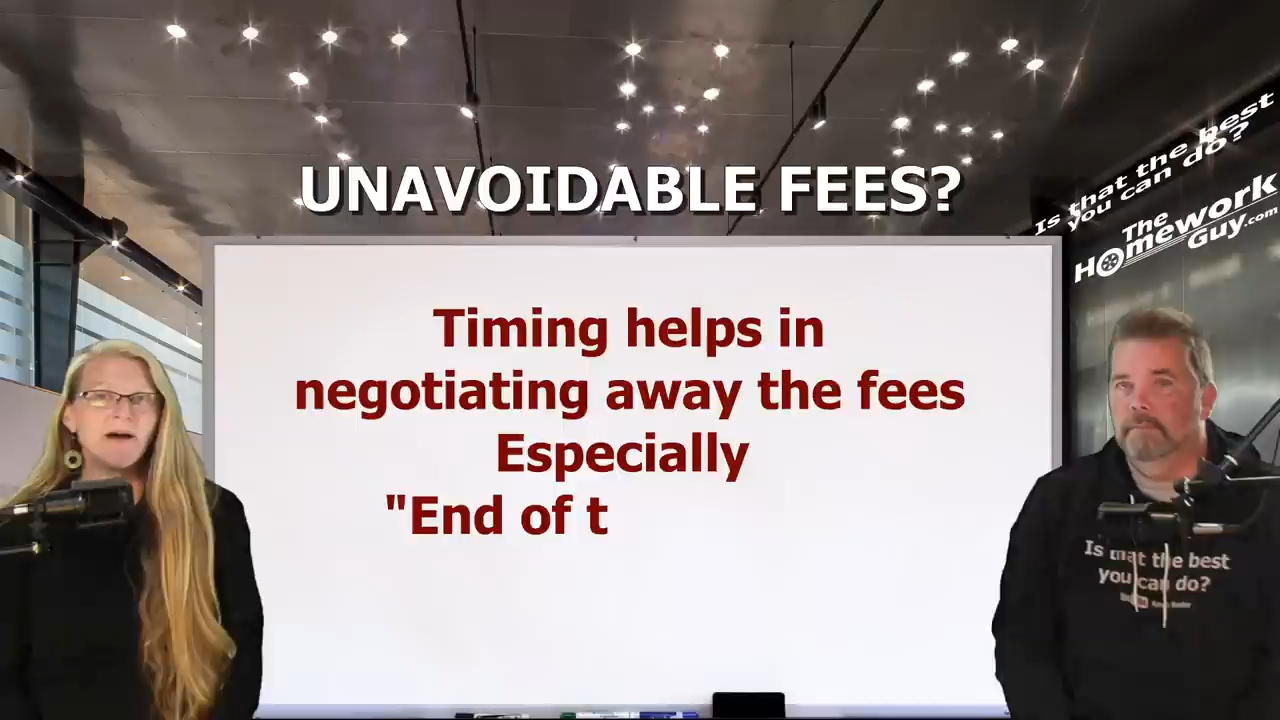 UNAVOIDABLE FEES?
Timing helps in
negotiating away the fees
Especially
"End of t
Is that the best
you can do?
The
Homework
Guy.com
Is that the best
you can do?